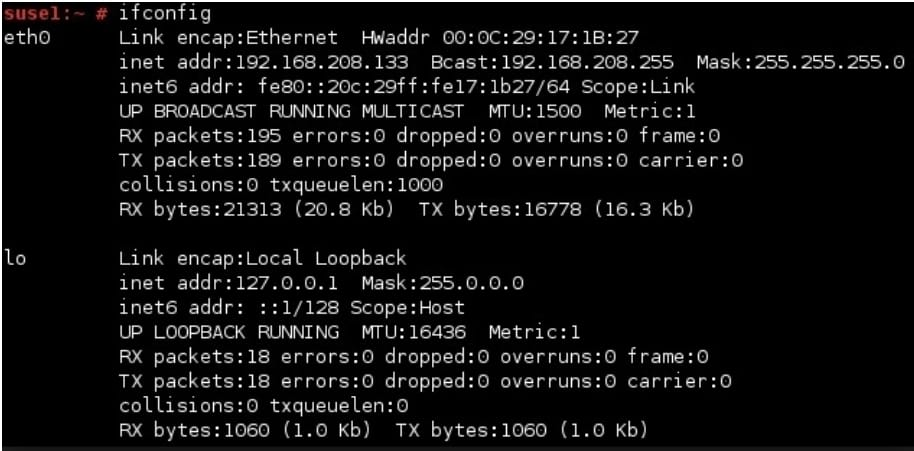 suse1:~ # ifconfig
eth0 Link encap:Ethernet HWaddr 00:0C:29:17:1B:27
inet addr:192.168.208.133 Bcast:192.168.208.255 Mask:255.255.255.0
inet6 addr: fe80::20c:29ff:fe17:1b27/64 Scope:Link
UP BROADCAST RUNNING MULTICAST MTU:1500 Metric:1
RX packets:195 errors:0 dropped:0 overruns:0 frame:0
TX packets:189 errors:0 dropped:0 overruns:0 carrier:0
collisions:0 txqueuelen:1000
RX bytes:21313 (20.8 Kb) TX bytes:16778 (16.3 Kb)
lo Link encap:Local Loopback
inet addr:127.0.0.1 Mask:255.0.0.0
inet6 addr: ::1/128 Scope:Host
UP LOOPBACK RUNNING MTU:16436 Metric:1
RX packets:18 errors:0 dropped:0 overruns:0 frame:0
TX packets:18 errors:0 dropped:0 overruns:0 carrier:0
collisions:0 txqueuelen:0
RX bytes:1060 (1.0 Kb) TX bytes:1060 (1.0 Kb)